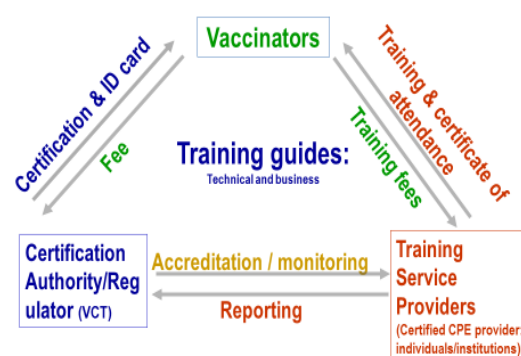 Vaccinators
Certification & ID card
Fee
Training & certificate of
attendance
Training fees
Training guides:
Technical and business
Certification
Authority/Reg
ulator (VCT)
Accreditation / monitoring
Reporting
Training
Service
Providers
(Certified CPE provider:
individuals/institutions)